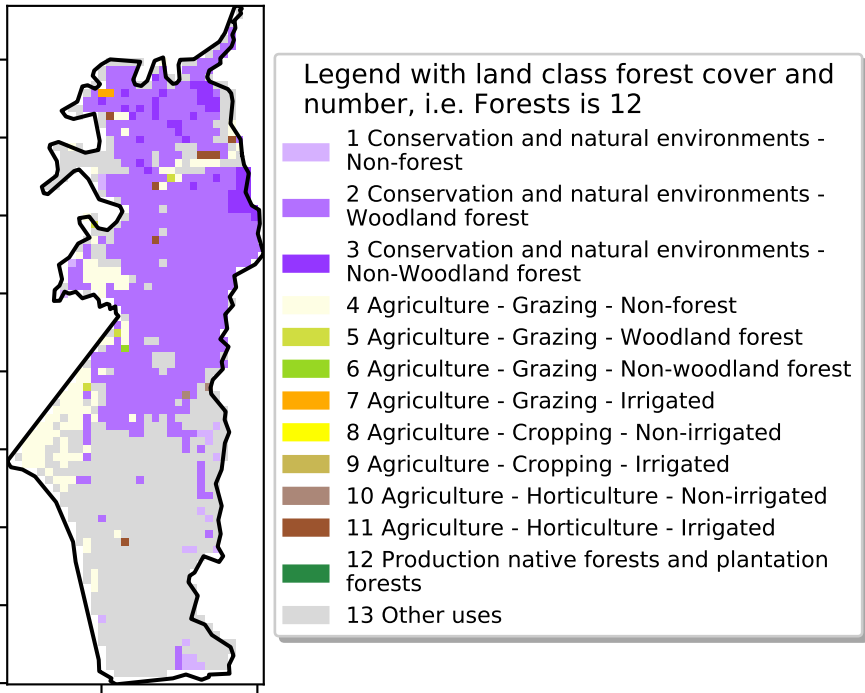 Legend with land class forest cover and
number, i.e. Forests is 12
1 Conservation and natural environments -
Non-forest
2 Conservation and natural environments -
Woodland forest
3 Conservation and natural environments -
Non-Woodland forest
4 Agriculture - Grazing - Non-forest
5 Agriculture - Grazing - Woodland forest
6 Agriculture - Grazing - Non-woodland forest
7 Agriculture - Grazing - Irrigated
8 Agriculture - Cropping - Non-irrigated
9 Agriculture - Cropping - Irrigated
10 Agriculture - Horticulture - Non-irrigated
11 Agriculture - Horticulture - Irrigated
12 Production native forests and plantation
forests
13 Other uses